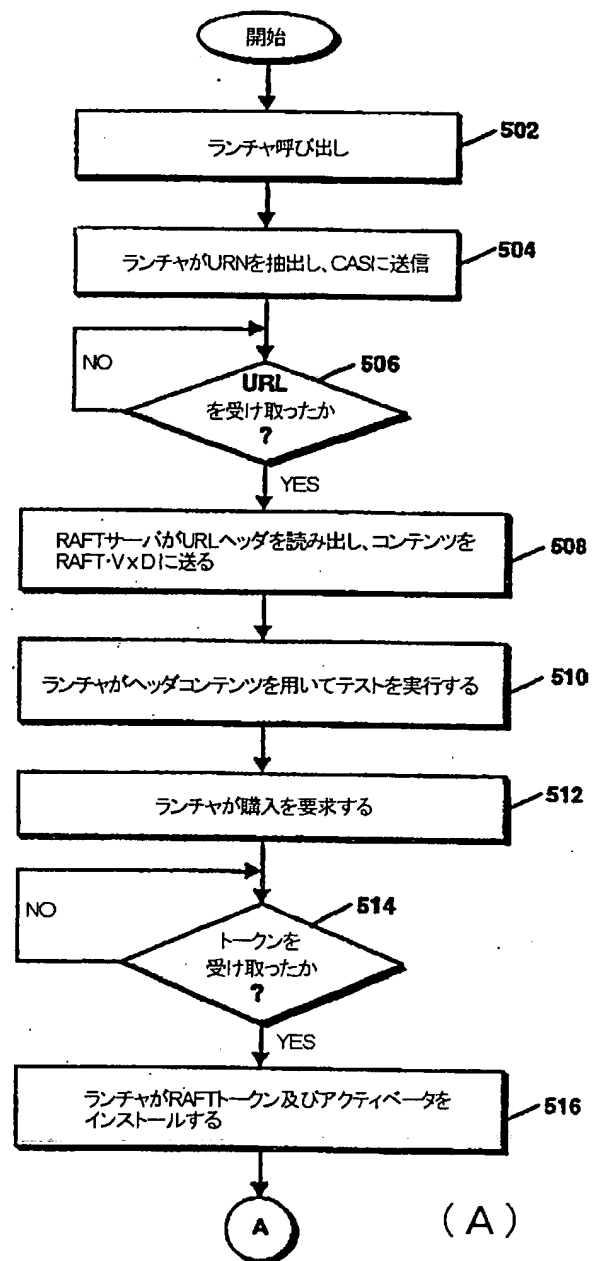 開始
ランチャ呼び出し
502
ランチャがURNを抽出し、CASに送信
504
NO
506
URL
を受け取ったか
?
YES
RAFTサーバがURLヘッダを読み出し、コンテンツを
RAFT・VxDに送る
508
ランチャがヘッダコンテンツを用いてテストを実行する
510
ランチャが購入を要求する
512
NO
514
トークンを
受け取ったか
?
YES
ランチャがRAFTトークン及びアクティベータを
インストールする
516
A
(A)